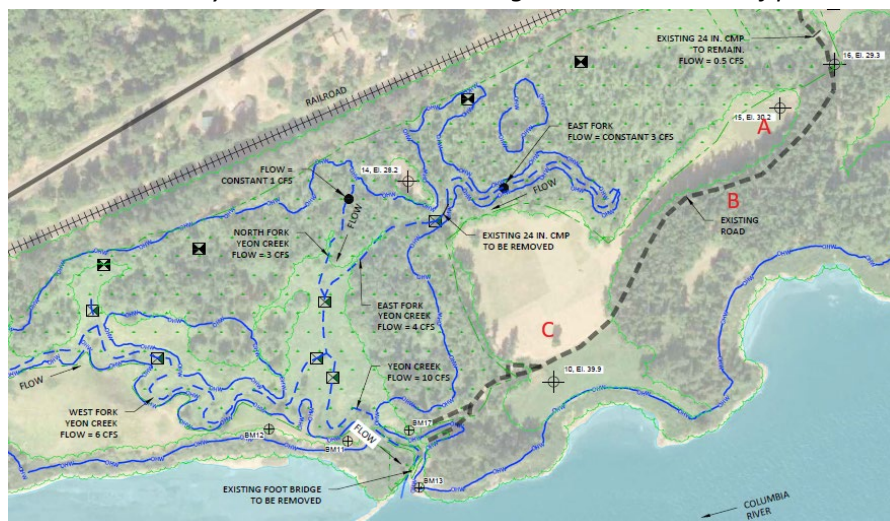 EXISTING 24 IN. CMP
TO REMAIN.
FLOW = 0.5 CFS
16, El. 29.3
RAILROAD
15, El. 30.2
A
EAST FORK
FLOW = CONSTANT 3 CFS
FLOW =
CONSTANT 1 CFS
14, El. 28.2
FLOW
B
FLOW
EXISTING
ROAD
NORTH FORK
YEON CREEK
FLOW = 3 CFS
EXISTING 24 IN. CMP
TO BE REMOVED
EAST FORK
YEON CREEK
FLOW = 4 CFS
C
YEON CREEK
FLOW = 10 CFS
10, El. 39.9
FLOW
WEST FORK
YEON CREEK
FLOW = 6 CFS
BM12
BM11
BM17
FLOW
BM13
EXISTING FOOT BRIDGE
TO BE REMOVED
COLUMBIA
RIVER
OHW